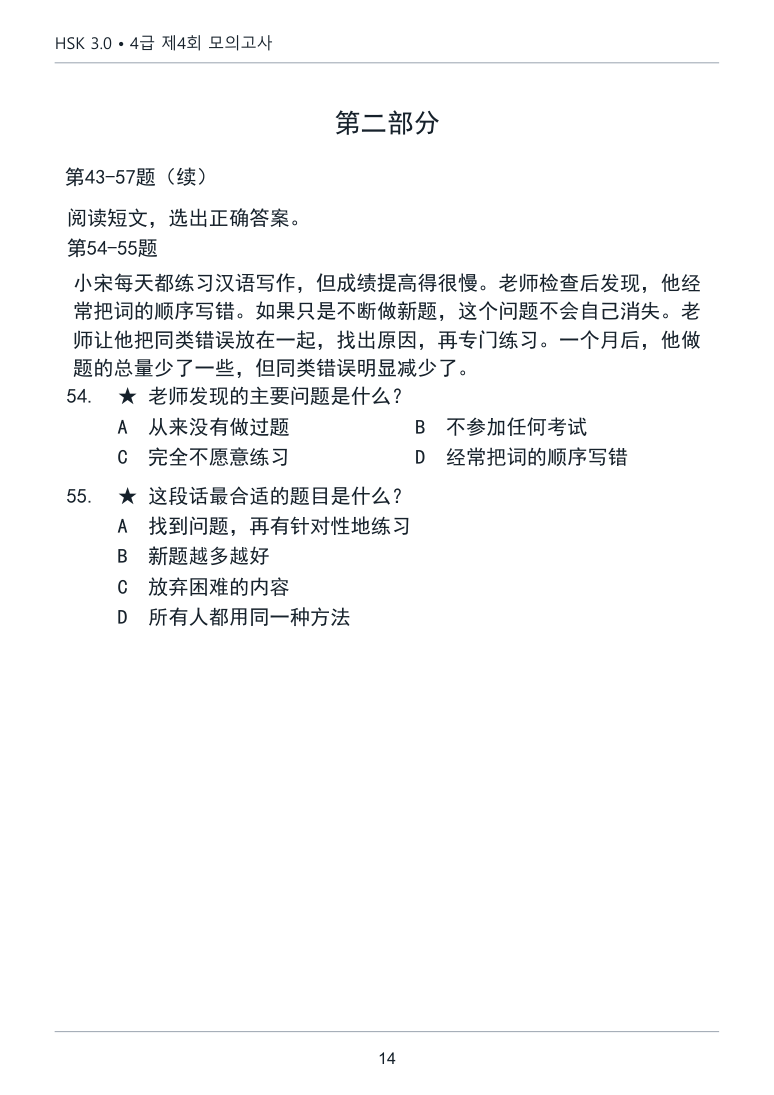 HSK 3.0 • 4급 제4회 모의고사
第二部分
第43-57题（续）
阅读短文，选出正确答案。
第54-55题
小宋每天都练习汉语写作，但成绩提高得很慢。老师检查后发现，他经
常把词的顺序写错。如果只是不断做新题，这个问题不会自己消失。老
师让他把同类错误放在一起，找出原因，再专门练习。一个月后，他做
题的总量少了一些，但同类错误明显减少了。
54. ★ 老师发现的主要问题是什么？
A 从来没有做过题 B 不参加任何考试
C 完全不愿意练习 D 经常把词的顺序写错
55. ★ 这段话最合适的题目是什么？
A 找到问题，再有针对性地练习
B 新题越多越好
C 放弃困难的内容
D 所有人都用同一种方法
14